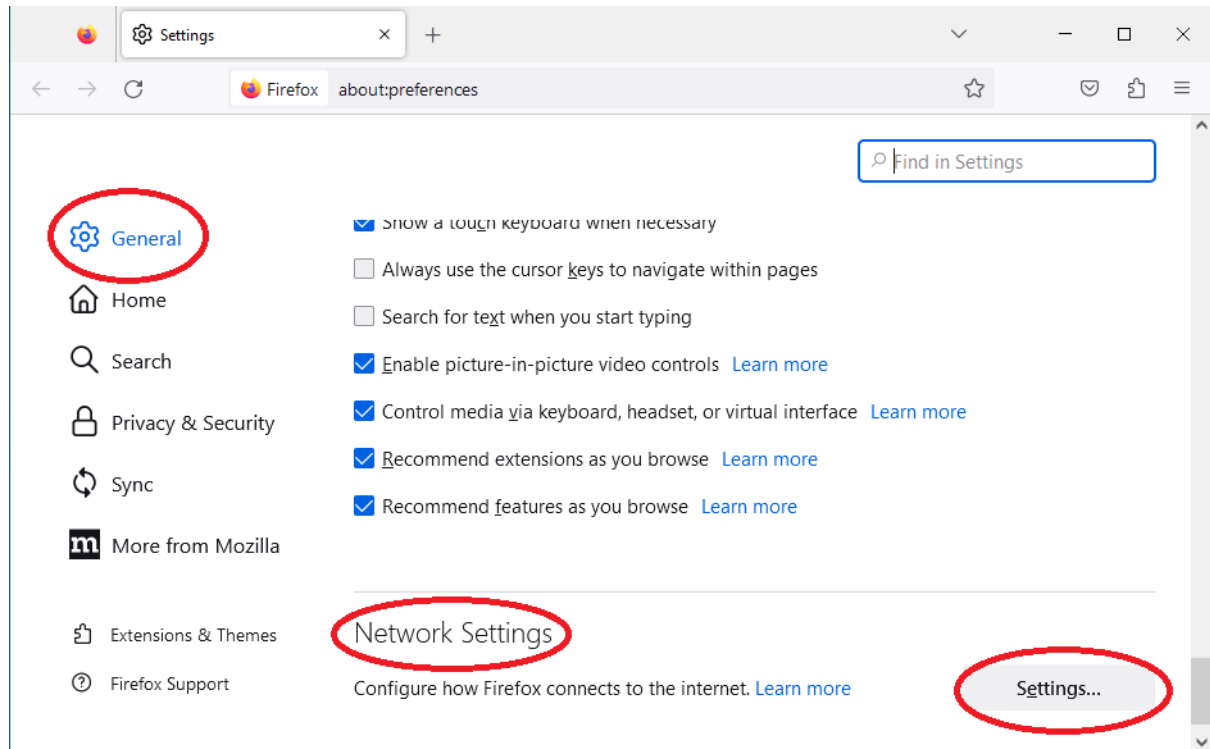 Settings
Firefox about:preferences
Find in Settings
General
Home
Search
Privacy & Security
Sync
More from Mozilla
Extensions & Themes
Firefox Support
Show a touch keyboard when necessary
Always use the cursor keys to navigate within pages
Search for text when you start typing
Enable picture-in-picture video controls Learn more
Control media via keyboard, headset, or virtual interface Learn more
Recommend extensions as you browse Learn more
Recommend features as you browse Learn more
Network Settings
Configure how Firefox connects to the internet. Learn more
Settings...